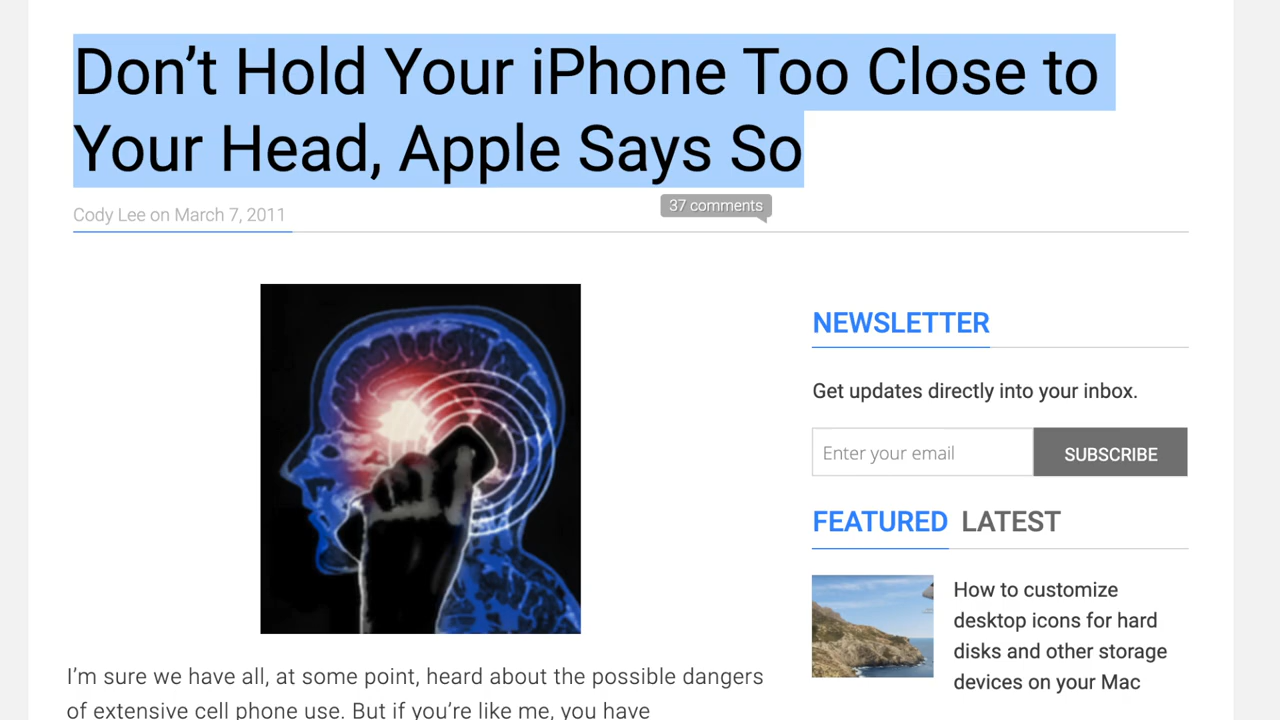 Don’t Hold Your iPhone Too Close to
Your Head, Apple Says So
Cody Lee on March 7, 2011
37 comments
I’m sure we have all, at some point, heard about the possible dangers
of extensive cell phone use. But if you’re like me, you have
NEWSLETTER
Get updates directly into your inbox.
Enter your email
SUBSCRIBE
FEATURED LATEST
How to customize
desktop icons for hard
disks and other storage
devices on your Mac